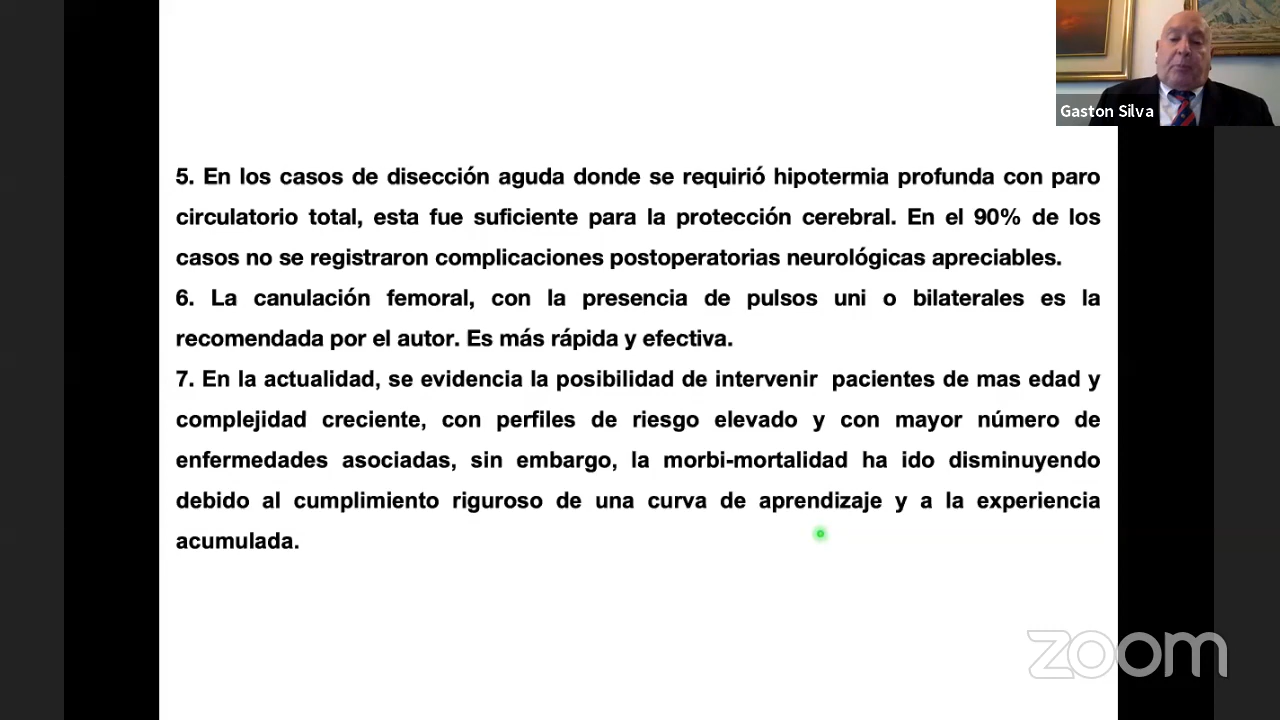 Gaston Silva
5. En los casos de disección aguda donde se requirió hipotermia profunda con paro
circulatorio total, esta fue suficiente para la protección cerebral. En el 90% de los
casos no se registraron complicaciones postoperatorias neurológicas apreciables.
6. La canulación femoral, con la presencia de pulsos uni o bilaterales es la
recomendada por el autor. Es más rápida y efectiva.
7. En la actualidad, se evidencia la posibilidad de intervenir pacientes de mas edad y
complejidad creciente, con perfiles de riesgo elevado y con mayor número de
enfermedades asociadas, sin embargo, la morbi-mortalidad ha ido disminuyendo
debido al cumplimiento riguroso de una curva de aprendizaje y a la experiencia
acumulada.
zoom